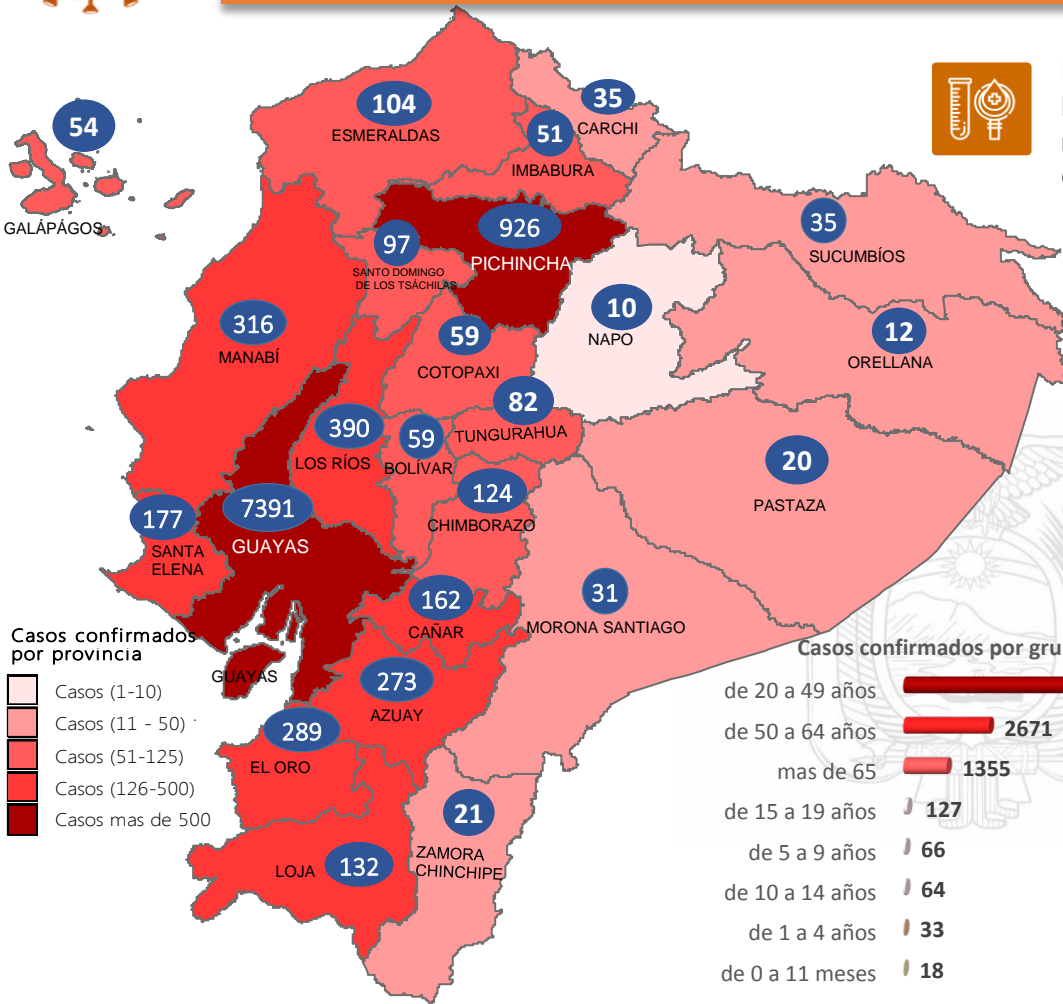 104
ESMERALDAS
35
CARCHI
54
GALÁPÁGOS
51
IMBABURA
926
PICHINCHA
97
SANTO DOMINGO
DE LOS TSÁCHILAS
35
SUCUMBÍOS
316
MANABÍ
59
COTOPAXI
10
NAPO
12
ORELLANA
82
TUNGURAHUA
390
LOS RÍOS
59
BOLÍVAR
20
PASTAZA
177
SANTA
ELENA
7391
GUAYAS
124
CHIMBORAZO
162
CAÑAR
31
MORONA SANTIAGO
GUAYAS
273
AZUAY
289
EL ORO
21
ZAMORA
CHINCHIPE
LOJA
132
Casos confirmados
por provincia
Casos (1-10)
Casos (11 - 50)
Casos (51-125)
Casos (126-500)
Casos mas de 500
Casos confirmados por gru
de 20 a 49 años
de 50 a 64 años 2671
mas de 65 1355
de 15 a 19 años 127
de 5 a 9 años 66
de 10 a 14 años 64
de 1 a 4 años 33
de 0 a 11 meses 18